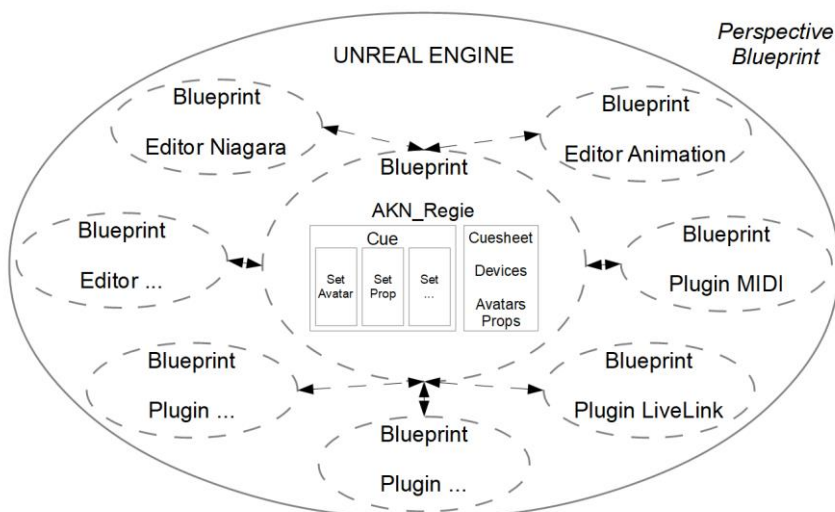 Perspective
Blueprint
UNREAL ENGINE
Blueprint
Editor Niagara
Blueprint
Editor Animation
Blueprint
AKN_Regie
Cue
Set
Avatar
Set
Prop
Set
...
Cuesheet
Devices
Avatars
Props
Blueprint
Editor ...
Blueprint
Plugin MIDI
Blueprint
Plugin ...
Blueprint
Plugin LiveLink
Blueprint
Plugin ...